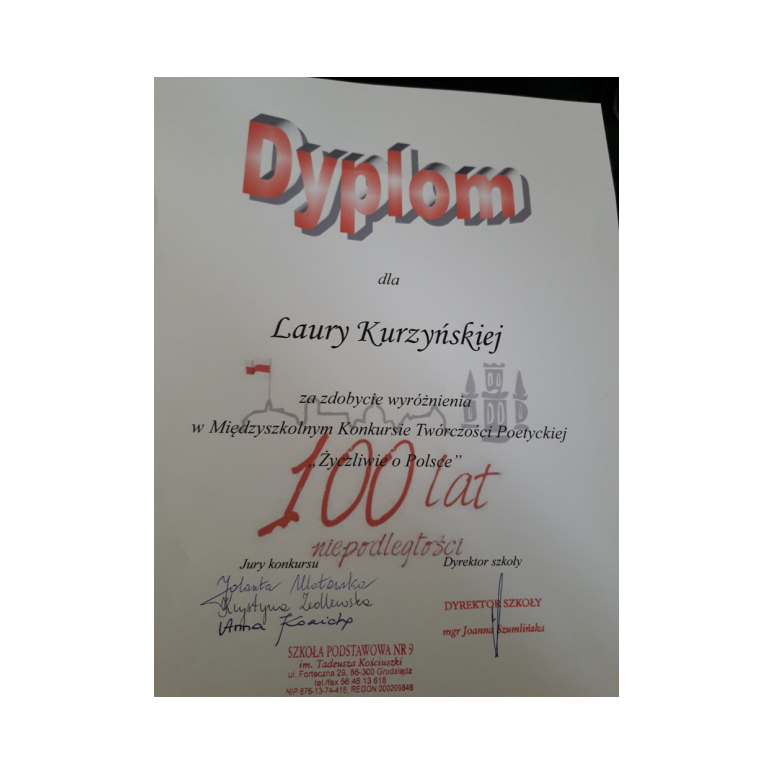 Dyplom
dla
Laury Kurzyńskiej
za zdobycie wyróżnienia
w Międzyszkolnym Konkursie Twórczości Poetyckiej
„Życzliwie o Polsce”
100 lat
niepodległości
Jury konkursu
Dyrektor szkoły
Jolanta
Krystyna
Anna
DYREKTOR SZKOŁY
mgr Joanna Szumlińska
SZKOŁA PODSTAWOWA NR 9
im. Tadeusza Kościuszki
ul. Forteczna 29, 86-300 Grudziądz
tel./fax 56 46 13 618
NIP 876-13-74-415, REGON 000209848